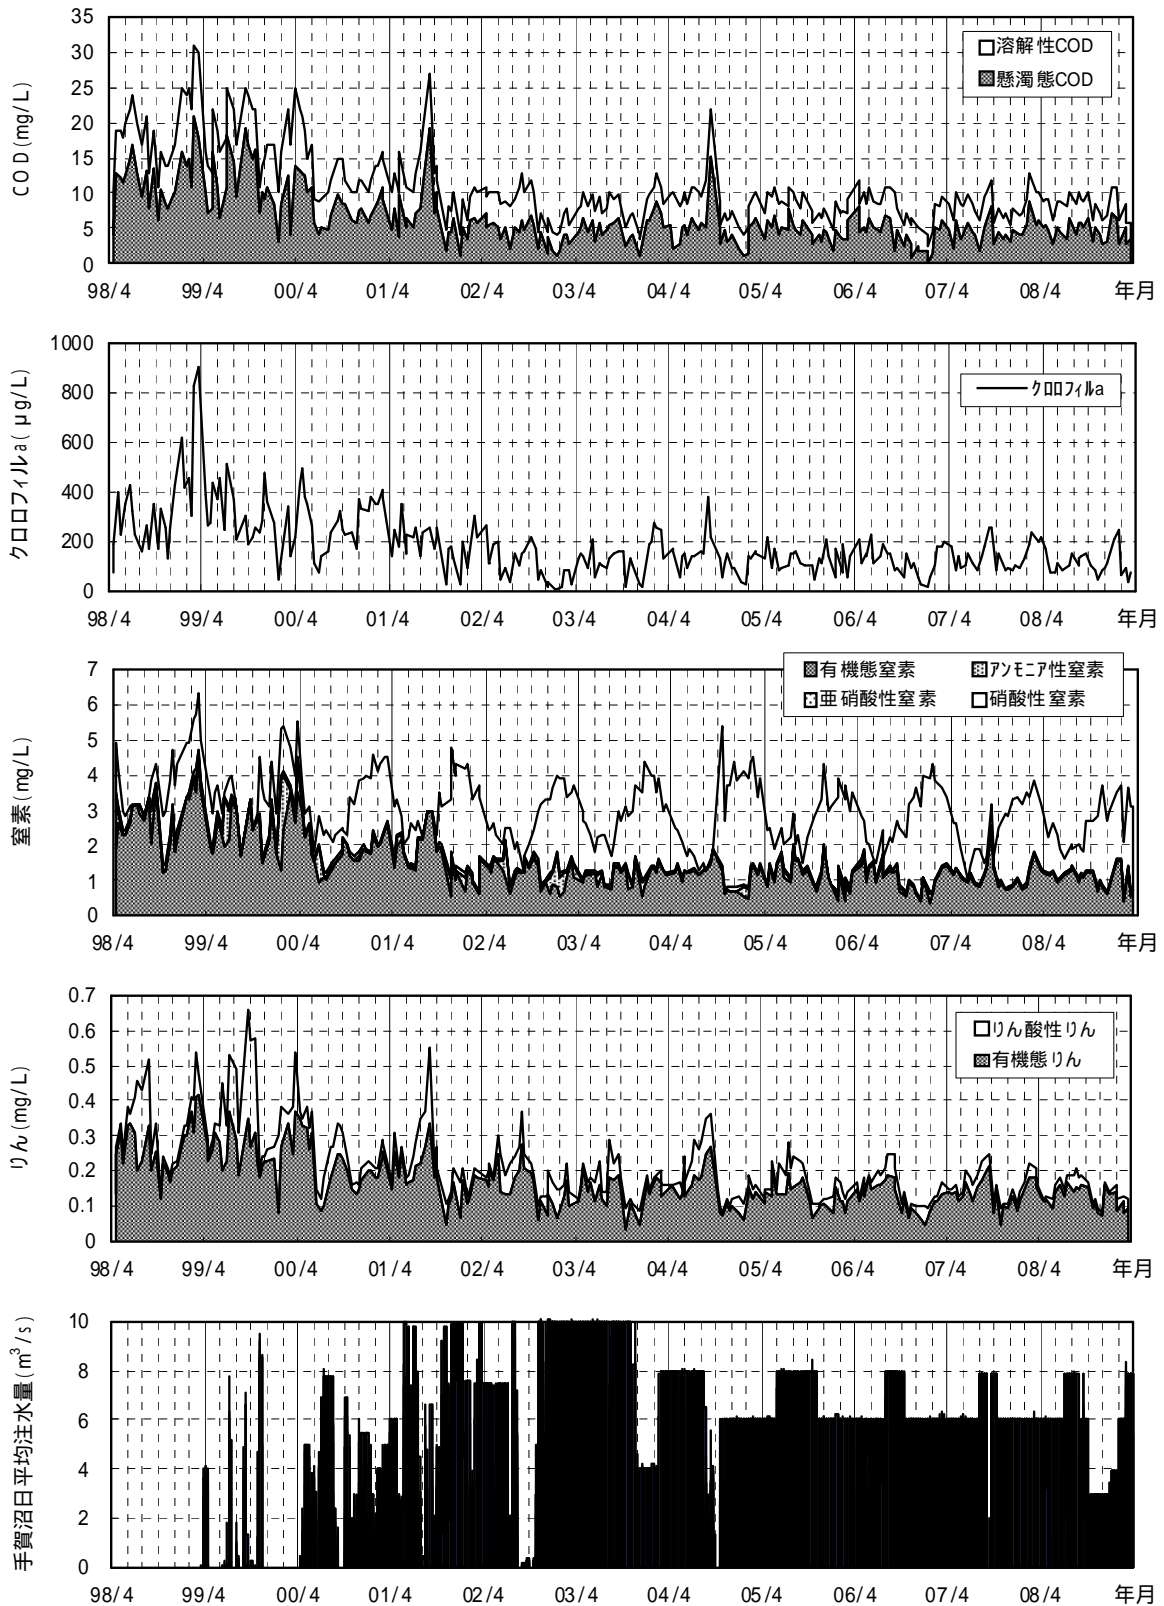 35
30
25
20
15
10
5
0
COD(mg/L)
溶解性COD
懸濁態COD
98/4 99/4 00/4 01/4 02/4 03/4 04/4 05/4 06/4 07/4 08/4 年月
1000
800
600
400
200
0
クロロフィルa(μg/L)
クロロフィルa
98/4 99/4 00/4 01/4 02/4 03/4 04/4 05/4 06/4 07/4 08/4 年月
7
6
5
4
3
2
1
0
窒素(mg/L)
有機態窒素 アンモニア性窒素
亜硝酸性窒素 硝酸性窒素
98/4 99/4 00/4 01/4 02/4 03/4 04/4 05/4 06/4 07/4 08/4 年月
0.7
0.6
0.5
0.4
0.3
0.2
0.1
0
りん(mg/L)
りん酸性りん
有機態りん
98/4 99/4 00/4 01/4 02/4 03/4 04/4 05/4 06/4 07/4 08/4 年月
10
8
6
4
2
0
手賀沼日平均注水量(m³/s)
98/4 99/4 00/4 01/4 02/4 03/4 04/4 05/4 06/4 07/4 08/4 年月